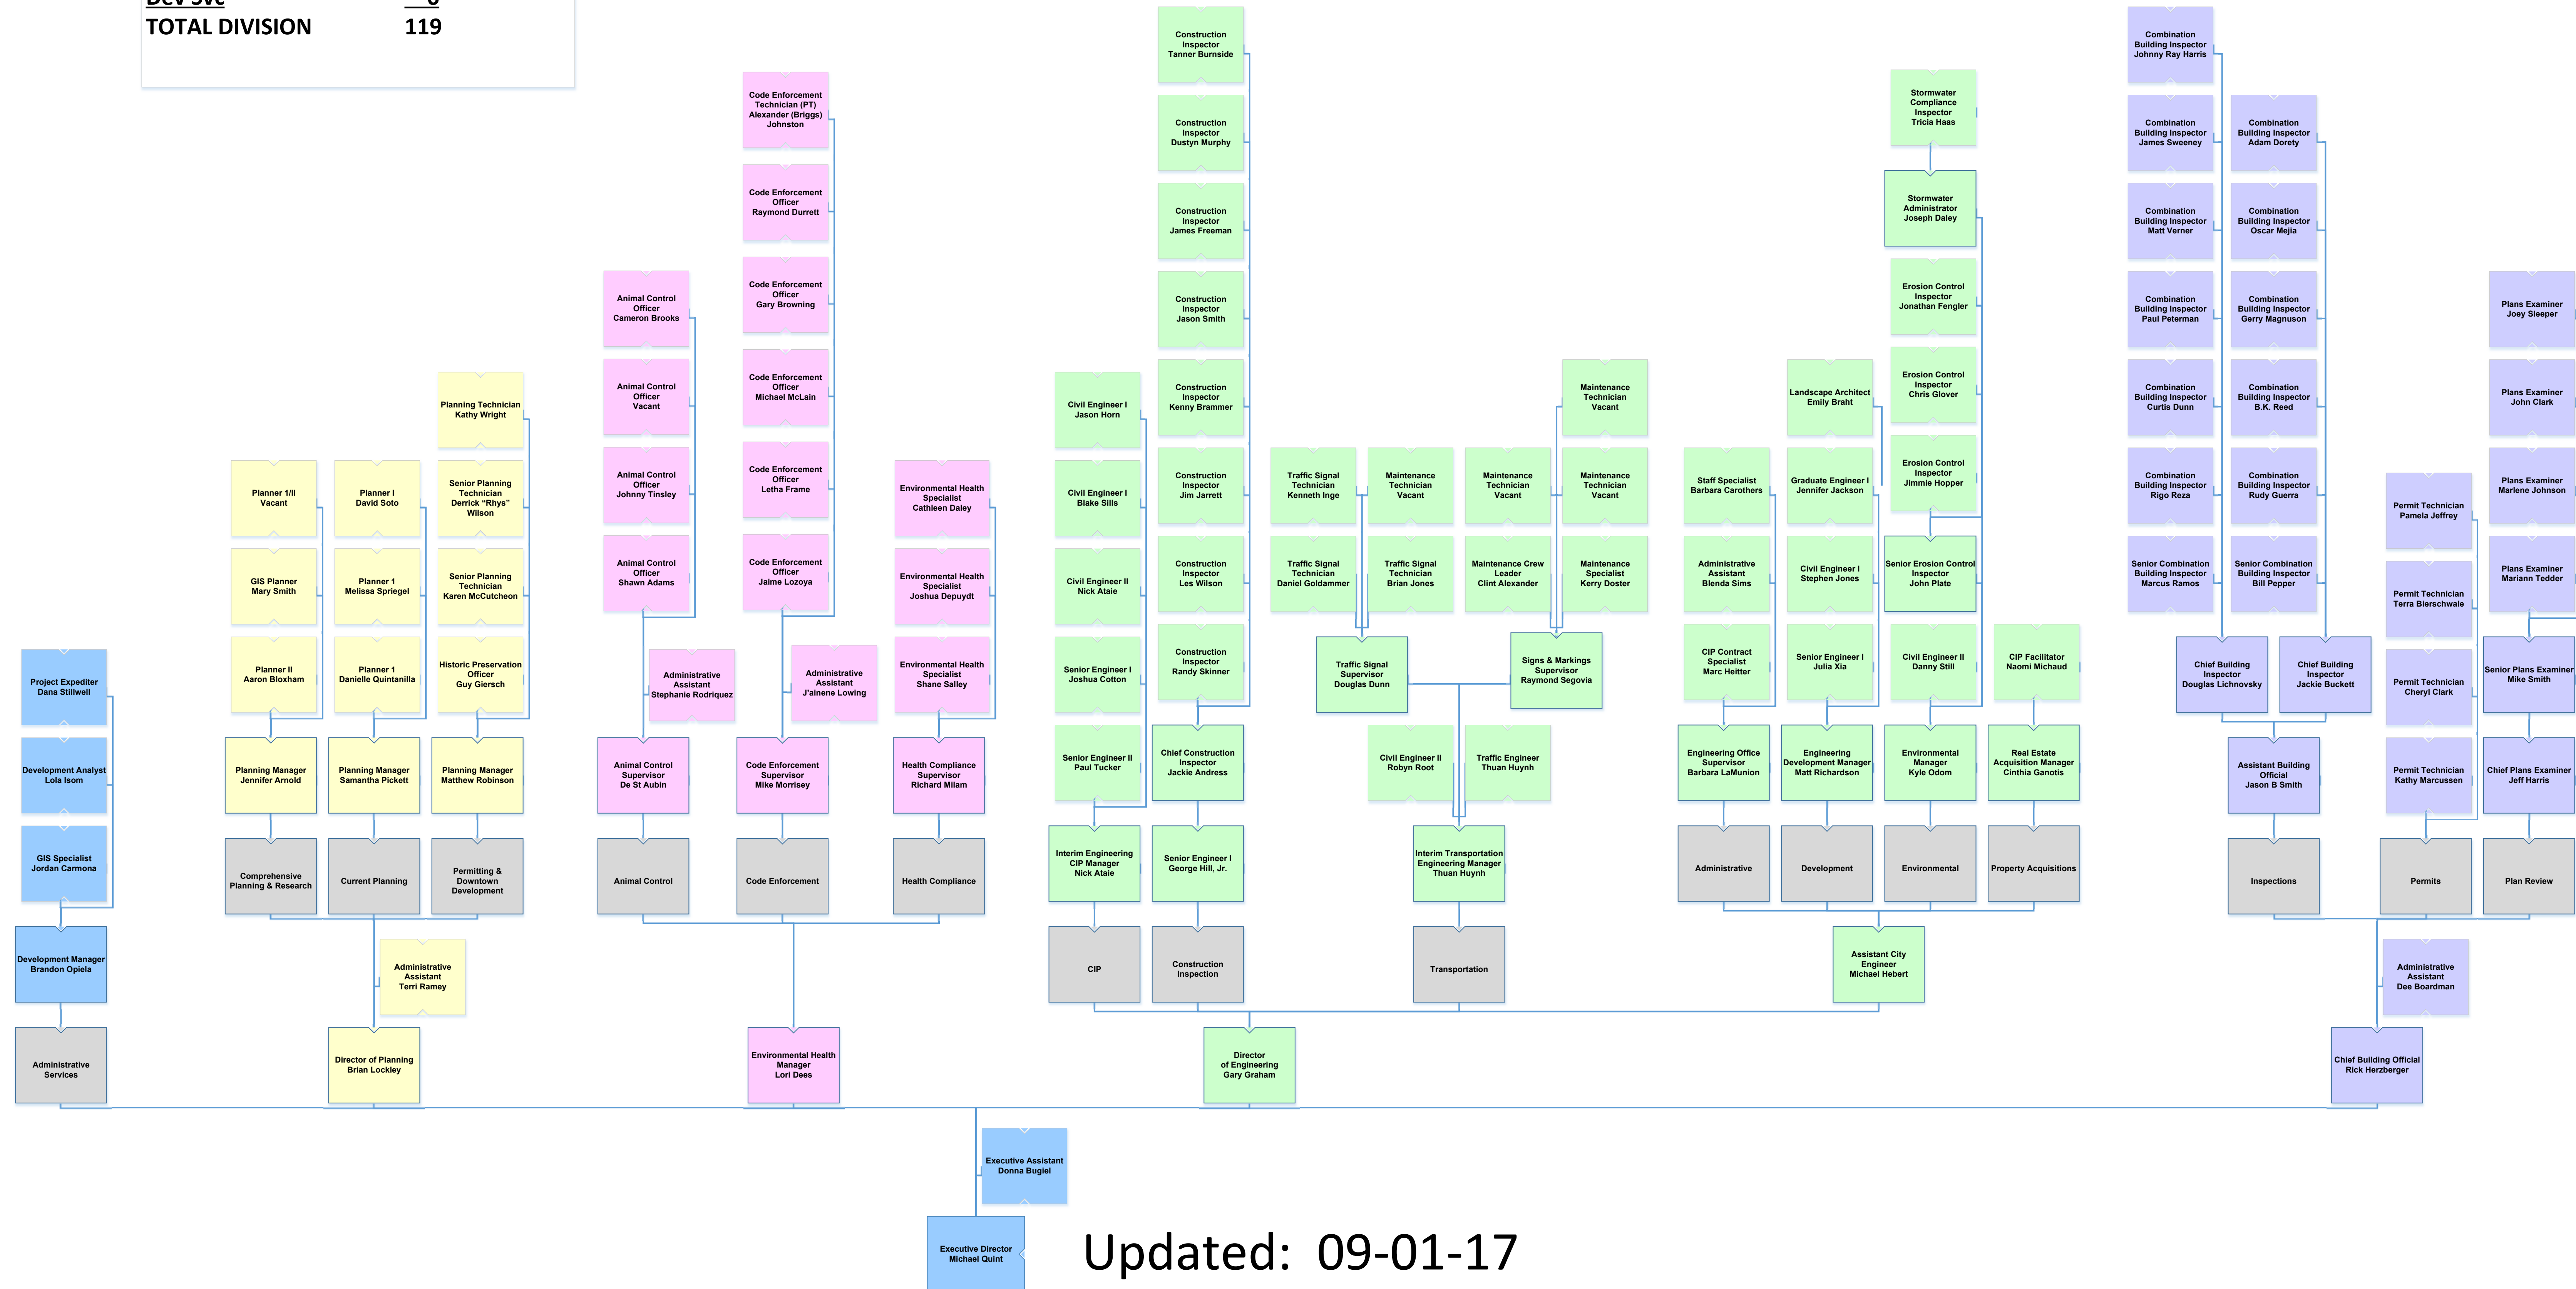 Dev Svc 6
TOTAL DIVISION 119
Construction
Inspector
Tanner Burnside
Combination
Building Inspector
Johnny Ray Harris
Code Enforcement
Technician (PT)
Alexander (Briggs)
Johnston
Stormwater
Compliance
Inspector
Tricia Haas
Construction
Inspector
Dustyn Murphy
Combination
Building Inspector
James Sweeney
Combination
Building Inspector
Adam Dorety
Code Enforcement
Officer
Raymond Durrett
Construction
Inspector
James Freeman
Stormwater
Administrator
Joseph Daley
Combination
Building Inspector
Matt Verner
Combination
Building Inspector
Oscar Mejia
Animal Control
Officer
Cameron Brooks
Code Enforcement
Officer
Gary Browning
Construction
Inspector
Jason Smith
Erosion Control
Inspector
Jonathan Fengler
Combination
Building Inspector
Paul Peterman
Combination
Building Inspector
Gerry Magnuson
Plans Examiner
Joey Sleeper
Planning Technician
Kathy Wright
Animal Control
Officer
Vacant
Code Enforcement
Officer
Michael McLain
Civil Engineer I
Jason Horn
Construction
Inspector
Kenny Brammer
Maintenance
Technician
Vacant
Landscape Architect
Emily Braht
Erosion Control
Inspector
Chris Glover
Combination
Building Inspector
Curtis Dunn
Combination
Building Inspector
B.K. Reed
Plans Examiner
John Clark
Planner 1/II
Vacant
Planner I
David Soto
Senior Planning
Technician
Derrick “Rhys”
Wilson
Animal Control
Officer
Johnny Tinsley
Code Enforcement
Officer
Letha Frame
Environmental Health
Specialist
Cathleen Daley
Civil Engineer I
Blake Sills
Construction
Inspector
Jim Jarrett
Traffic Signal
Technician
Kenneth Inge
Maintenance
Technician
Vacant
Maintenance
Technician
Vacant
Maintenance
Technician
Vacant
Staff Specialist
Barbara Carothers
Graduate Engineer I
Jennifer Jackson
Erosion Control
Inspector
Jimmie Hopper
Combination
Building Inspector
Rigo Reza
Combination
Building Inspector
Rudy Guerra
Permit Technician
Pamela Jeffrey
Plans Examiner
Marlene Johnson
GIS Planner
Mary Smith
Planner 1
Melissa Spriegel
Senior Planning
Technician
Karen McCutcheon
Animal Control
Officer
Shawn Adams
Code Enforcement
Officer
Jaime Lozoya
Environmental Health
Specialist
Joshua Depuydt
Civil Engineer II
Nick Ataie
Construction
Inspector
Les Wilson
Traffic Signal
Technician
Daniel Goldammer
Traffic Signal
Technician
Brian Jones
Maintenance Crew
Leader
Clint Alexander
Maintenance
Specialist
Kerry Doster
Administrative
Assistant
Blenda Sims
Civil Engineer I
Stephen Jones
Senior Erosion Control
Inspector
John Plate
Senior Combination
Building Inspector
Marcus Ramos
Senior Combination
Building Inspector
Bill Pepper
Permit Technician
Terra Bierschwale
Plans Examiner
Mariann Tedder
Project Expediter
Dana Stillwell
Planner II
Aaron Bloxham
Planner 1
Danielle Quintanilla
Historic Preservation
Officer
Guy Giersch
Administrative
Assistant
Stephanie Rodriquez
Administrative
Assistant
J'ainene Lowing
Environmental Health
Specialist
Shane Salley
Senior Engineer I
Joshua Cotton
Construction
Inspector
Randy Skinner
Traffic Signal
Supervisor
Douglas Dunn
Signs & Markings
Supervisor
Raymond Segovia
CIP Contract
Specialist
Marc Heitter
Senior Engineer I
Julia Xia
Civil Engineer II
Danny Still
CIP Facilitator
Naomi Michaud
Chief Building
Inspector
Douglas Lichnovsky
Chief Building
Inspector
Jackie Buckett
Permit Technician
Cheryl Clark
Senior Plans Examiner
Mike Smith
Development Analyst
Lola Isom
Planning Manager
Jennifer Arnold
Planning Manager
Samantha Pickett
Planning Manager
Matthew Robinson
Animal Control
Supervisor
De St Aubin
Code Enforcement
Supervisor
Mike Morrisey
Health Compliance
Supervisor
Richard Milam
Senior Engineer II
Paul Tucker
Chief Construction
Inspector
Jackie Andress
Civil Engineer II
Robyn Root
Traffic Engineer
Thuan Huynh
Engineering Office
Supervisor
Barbara LaMunion
Engineering
Development Manager
Matt Richardson
Environmental
Manager
Kyle Odom
Real Estate
Acquisition Manager
Cinthia Ganotis
Assistant Building
Official
Jason B Smith
Permit Technician
Kathy Marcussen
Chief Plans Examiner
Jeff Harris
GIS Specialist
Jordan Carmona
Comprehensive
Planning & Research
Current Planning
Permitting &
Downtown
Development
Animal Control
Code Enforcement
Health Compliance
Interim Engineering
CIP Manager
Nick Ataie
Senior Engineer I
George Hill, Jr.
Interim Transportation
Engineering Manager
Thuan Huynh
Administrative
Development
Environmental
Property Acquisitions
Inspections
Permits
Plan Review
Development Manager
Brandon Opiela
Administrative
Assistant
Terri Ramey
CIP
Construction
Inspection
Transportation
Assistant City
Engineer
Michael Hebert
Administrative
Assistant
Dee Boardman
Administrative
Services
Director of Planning
Brian Lockley
Environmental Health
Manager
Lori Dees
Director
of Engineering
Gary Graham
Chief Building Official
Rick Herzberger
Executive Assistant
Donna Bugiel
Executive Director
Michael Quint
Updated: 09-01-17